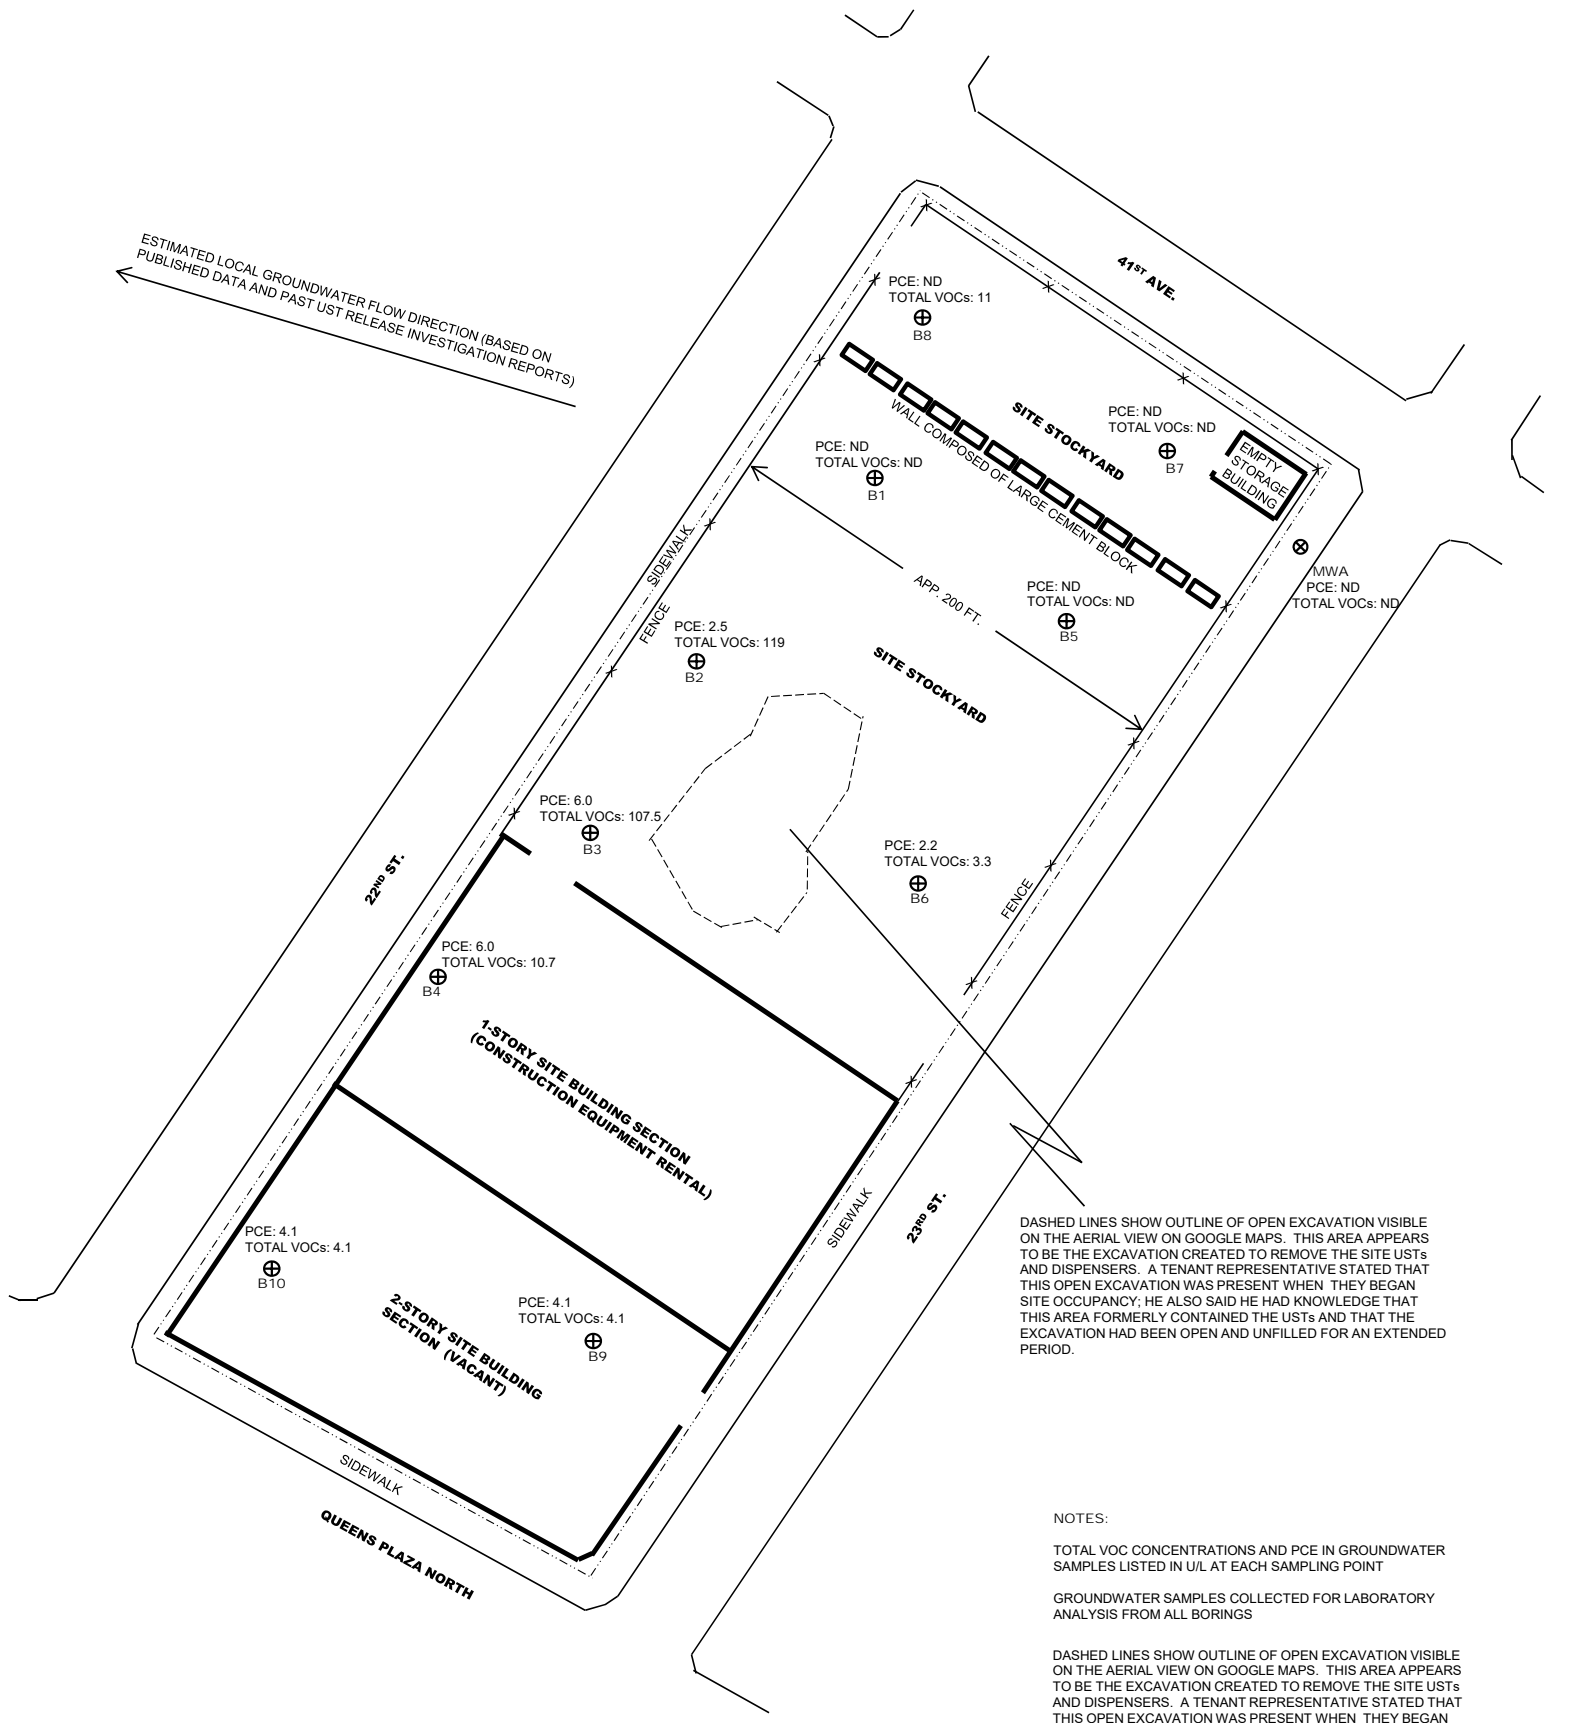 ESTIMATED LOCAL GROUNDWATER FLOW DIRECTION (BASED ON
PUBLISHED DATA AND PAST UST RELEASE INVESTIGATION REPORTS)
41ST AVE.
PCE: ND
TOTAL VOCs: 11
B8
SITE STOCKYARD
PCE: ND
TOTAL VOCs: ND
B7
EMPTY
STORAGE
BUILDING
WALL COMPOSED OF LARGE CEMENT BLOCK
PCE: ND
TOTAL VOCs: ND
B1
SIDEWALK
FENCE
APP. 200 FT.
MWA
PCE: ND
TOTAL VOCs: ND
PCE: ND
TOTAL VOCs: ND
B5
PCE: 2.5
TOTAL VOCs: 119
B2
SITE STOCKYARD
PCE: 6.0
TOTAL VOCs: 107.5
B3
PCE: 2.2
TOTAL VOCs: 3.3
B6
FENCE
22ND ST.
PCE: 6.0
TOTAL VOCs: 10.7
B4
1-STORY SITE BUILDING SECTION
(CONSTRUCTION EQUIPMENT RENTAL)
SIDEWALK
23RD ST.
PCE: 4.1
TOTAL VOCs: 4.1
B10
PCE: 4.1
TOTAL VOCs: 4.1
B9
2-STORY SITE BUILDING
SECTION (VACANT)
SIDEWALK
QUEENS PLAZA NORTH
DASHED LINES SHOW OUTLINE OF OPEN EXCAVATION VISIBLE
ON THE AERIAL VIEW ON GOOGLE MAPS. THIS AREA APPEARS
TO BE THE EXCAVATION CREATED TO REMOVE THE SITE USTs
AND DISPENSERS. A TENANT REPRESENTATIVE STATED THAT
THIS OPEN EXCAVATION WAS PRESENT WHEN THEY BEGAN
SITE OCCUPANCY; HE ALSO SAID HE HAD KNOWLEDGE THAT
THIS AREA FORMERLY CONTAINED THE USTs AND THAT THE
EXCAVATION HAD BEEN OPEN AND UNFILLED FOR AN EXTENDED
PERIOD.
NOTES:
TOTAL VOC CONCENTRATIONS AND PCE IN GROUNDWATER
SAMPLES LISTED IN U/L AT EACH SAMPLING POINT
GROUNDWATER SAMPLES COLLECTED FOR LABORATORY
ANALYSIS FROM ALL BORINGS
DASHED LINES SHOW OUTLINE OF OPEN EXCAVATION VISIBLE
ON THE AERIAL VIEW ON GOOGLE MAPS. THIS AREA APPEARS
TO BE THE EXCAVATION CREATED TO REMOVE THE SITE USTs
AND DISPENSERS. A TENANT REPRESENTATIVE STATED THAT
THIS OPEN EXCAVATION WAS PRESENT WHEN THEY BEGAN